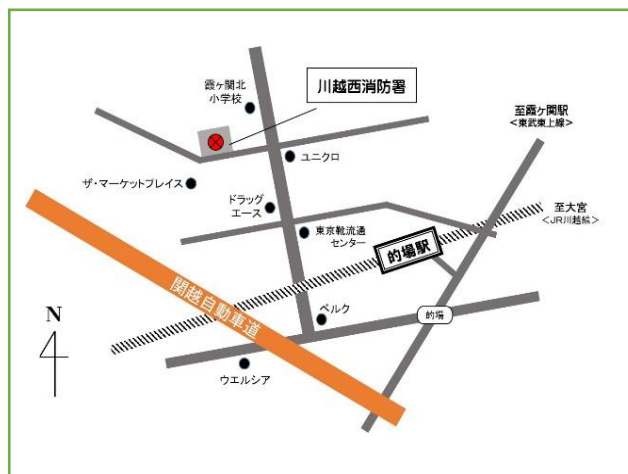 霞ヶ関北
小学校
川越西消防署
至霞ヶ関駅
<東武東上線>
ユニクロ
ザ・マーケットプレイス
ドラッグ
エース
至大宮
<JR川越線>
東京靴流通
センター
的場駅
関越自動車道
N
ベルク
的場
ウエルシア